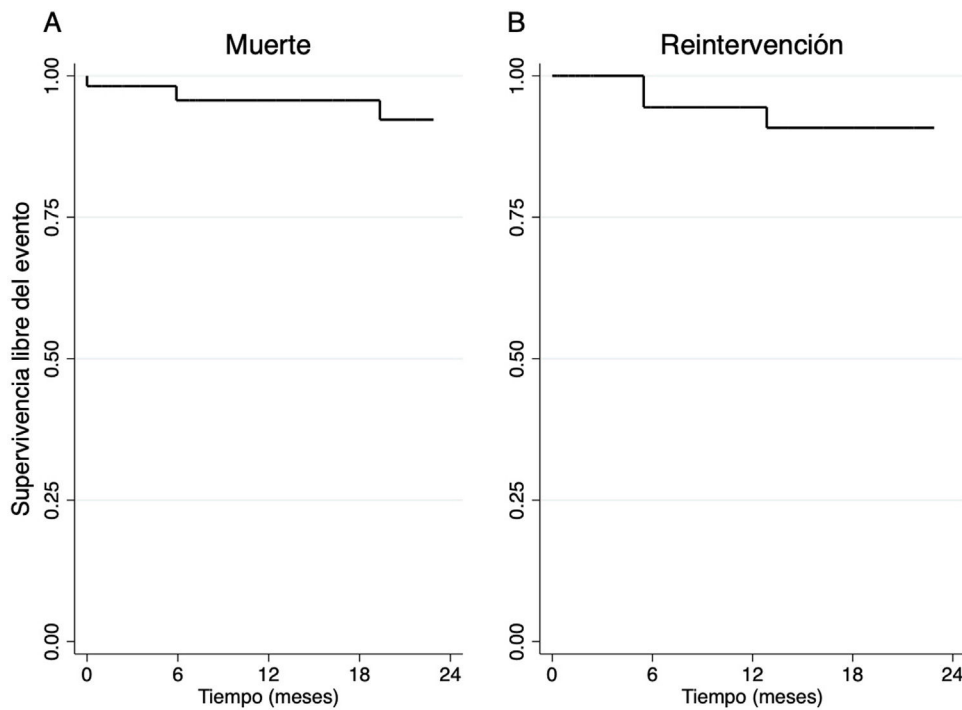 A
Muerte
Supervivencia libre del evento
1.00
0.75
0.50
0.25
0.00
0 6 12 18 24
Tiempo (meses)
B
Reintervención
1.00
0.75
0.50
0.25
0.00
0 6 12 18 24
Tiempo (meses)